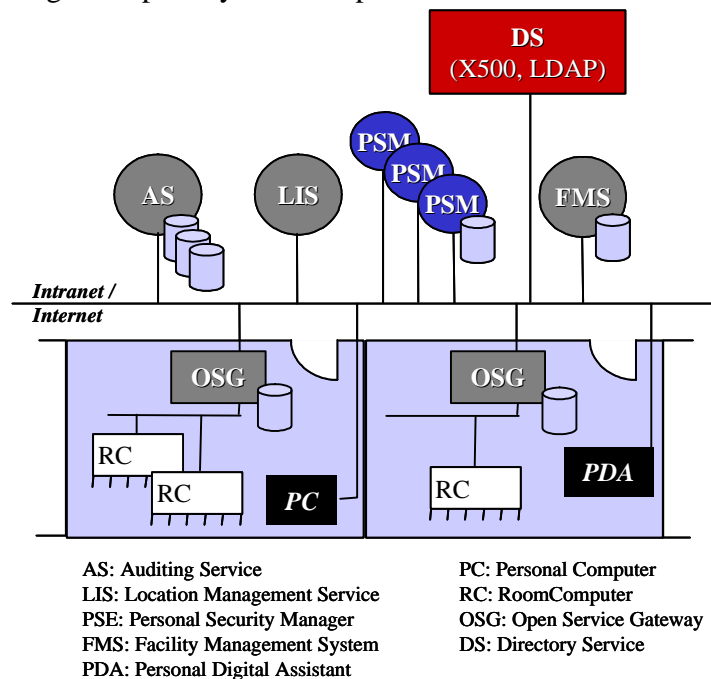 DS
(X500, LDAP)
PSM
PSM
PSM
AS
LIS
FMS
Intranet /
Internet
OSG
OSG
RC
RC
PC
RC
PDA
AS: Auditing Service
LIS: Location Management Service
PSE: Personal Security Manager
FMS: Facility Management System
PDA: Personal Digital Assistant
PC: Personal Computer
RC: RoomComputer
OSG: Open Service Gateway
DS: Directory Service